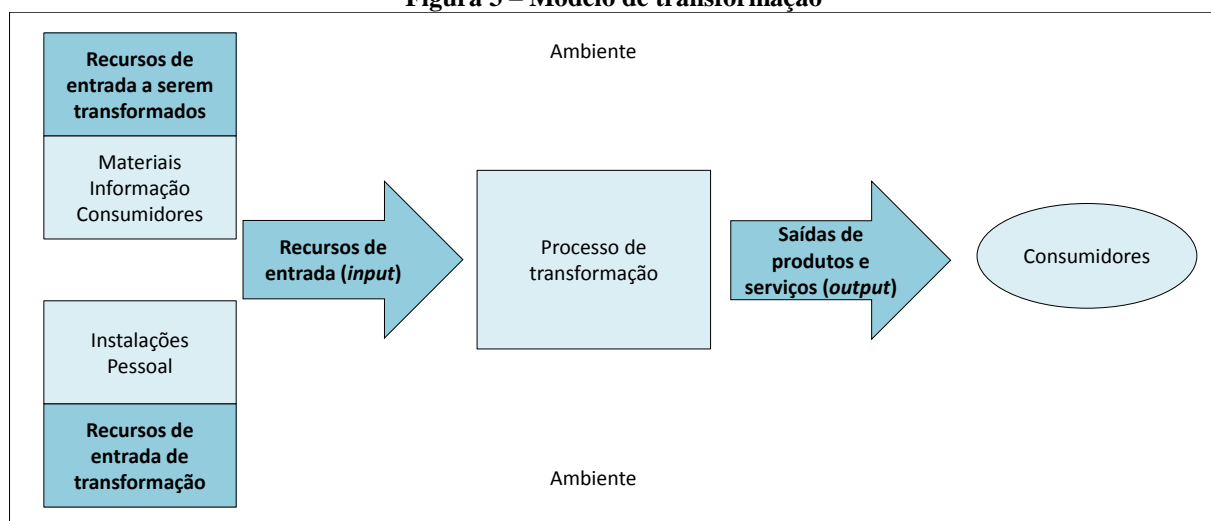 Figura 3 – Modelo de transformação
Ambiente
Recursos de
entrada a serem
transformados
Materiais
Informação
Consumidores
Recursos de
entrada (input)
Processo de
transformação
Saídas de
produtos e
serviços (output)
Consumidores
Instalações
Pessoal
Recursos de
entrada de
transformação
Ambiente